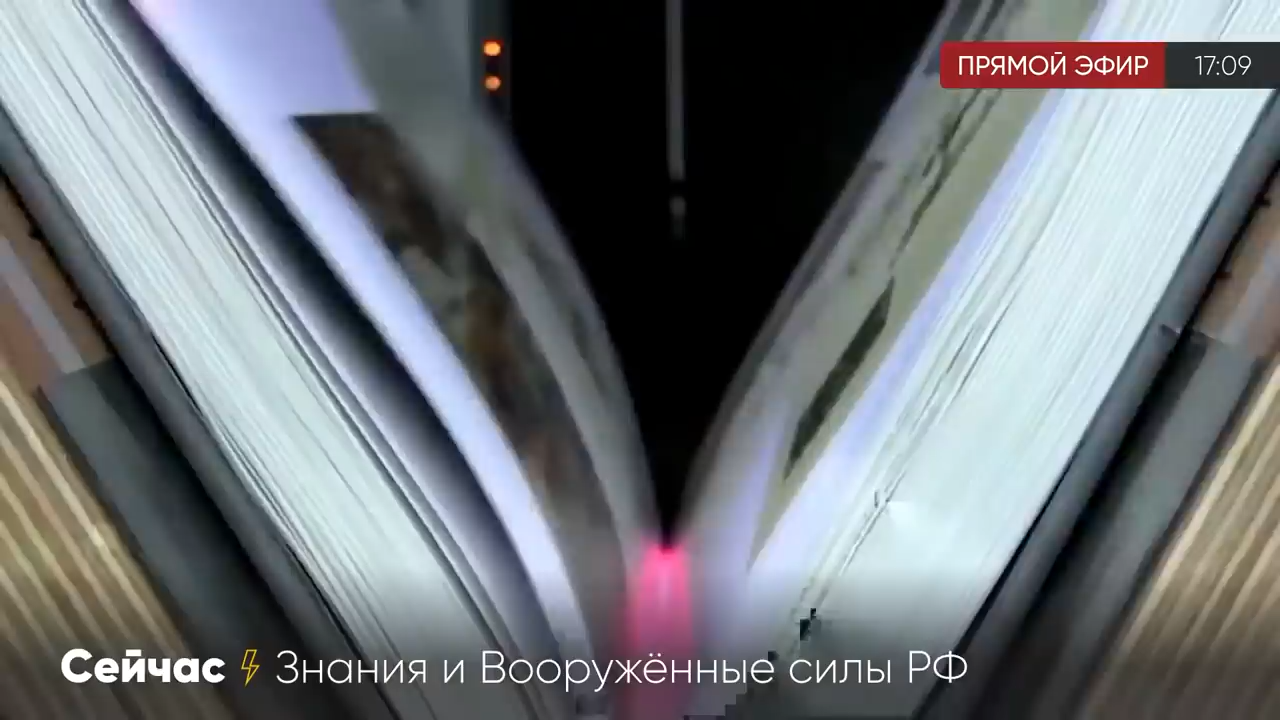 ПРЯМОЙ ЭФИР 17:09
Сейчас Знания и Вооружённые силы РФ